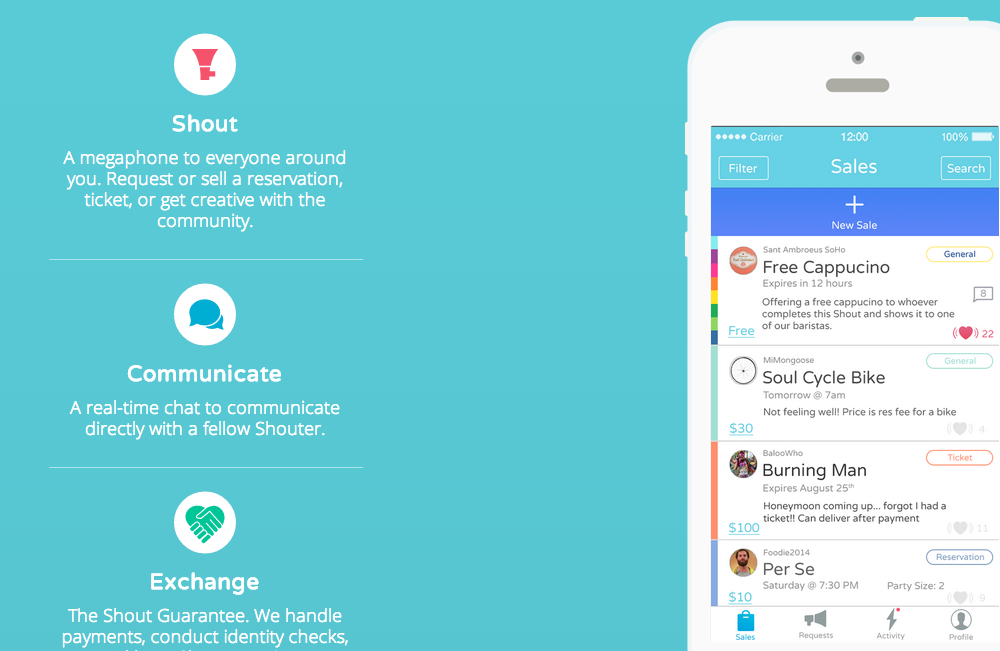 Shout
A megaphone to everyone around
you. Request or sell a reservation,
ticket, or get creative with the
community.
Communicate
A real-time chat to communicate
directly with a fellow Shouter.
Exchange
The Shout Guarantee. We handle
payments, conduct identity checks,
Carrier 12:00 100%
Filter Sales Search
New Sale
Sant Ambroeus SoHo
General
Free Cappucino
Expires in 12 hours
8
Offering a free cappucino to whoever
completes this Shout and shows it to one
of our baristas.
Free
22
MiMongoose
General
Soul Cycle Bike
Tomorrow @ 7am
Not feeling well! Price is res fee for a bike
$30
4
BalooWho
Ticket
Burning Man
Expires August 25th
Honeymoon coming up... forgot I had a
ticket!! Can deliver after payment
$100
11
Foodie2014
Reservation
Per Se
Saturday @ 7:30 PM Party Size: 2
$10
9
Sales Requests Activity Profile